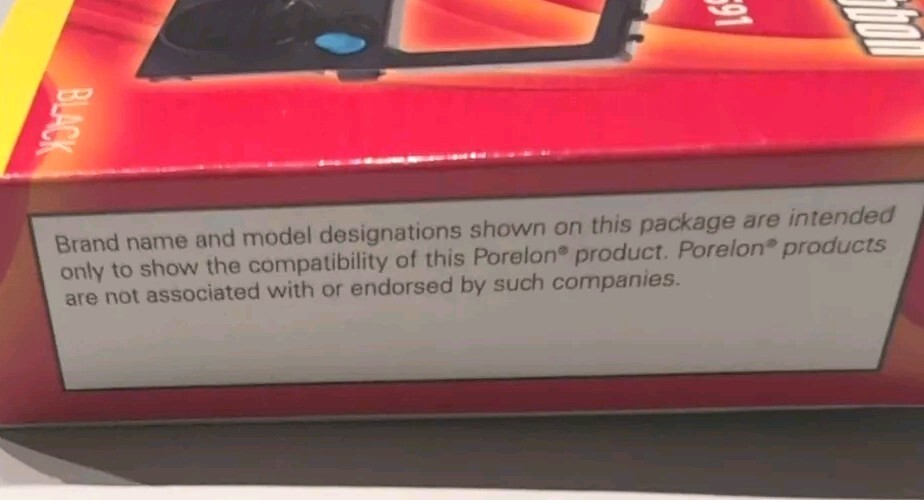 691
BLACK
Brand name and model designations shown on this package are intended
only to show the compatibility of this Porelon® product. Porelon® products
are not associated with or endorsed by such companies.